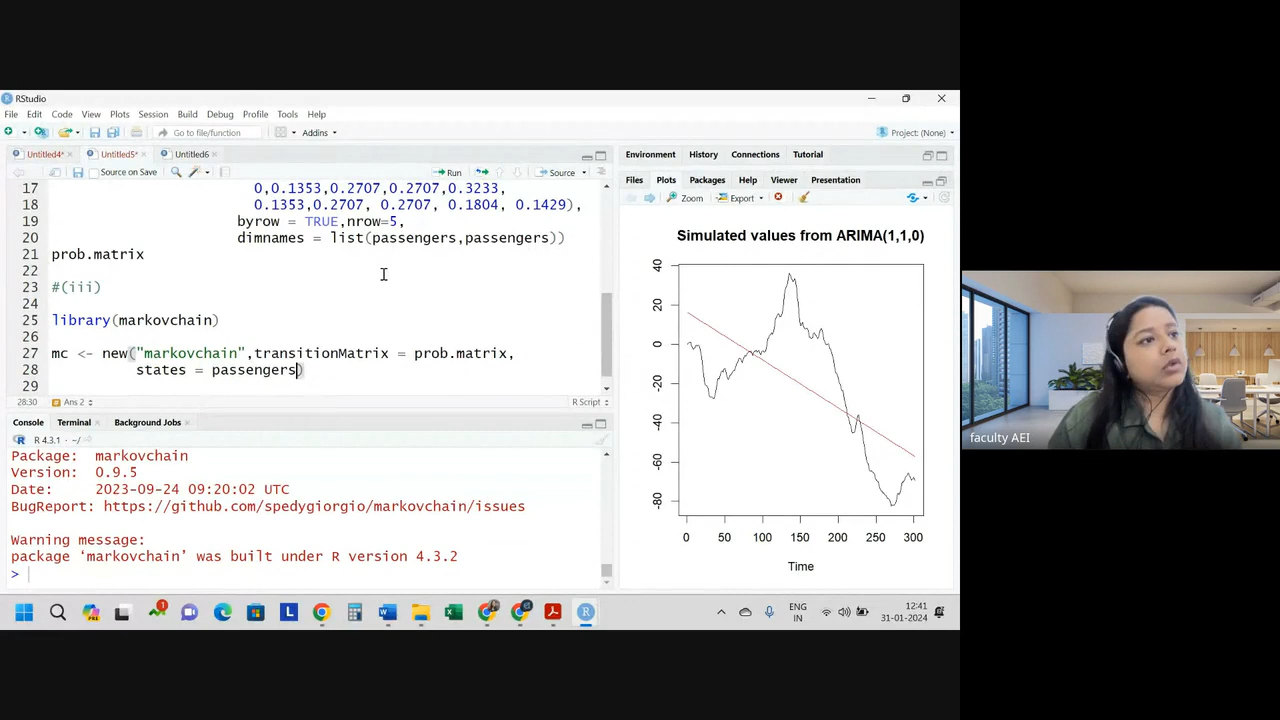 RStudio
File Edit Code View Plots Session Build Debug Profile Tools Help
Go to file/function Addins Project: (None)
Untitled4* Untitled5* Untitled6
Source on Save Run Source
17 0,0.1353,0.2707,0.2707,0.3233,
18 0.1353,0.2707, 0.2707, 0.1804, 0.1429),
19 byrow = TRUE,nrow=5,
20 dimnames = list(passengers,passengers))
21 prob.matrix
22
23 #(iii)
24
25 library(markovchain)
26
27 mc <- new("markovchain",transitionMatrix = prob.matrix,
28 states = passengers)
29
28:30 Ans 2 R Script
Console Terminal Background Jobs
R 4.3.1 · ~/
Package: markovchain
Version: 0.9.5
Date: 2023-09-24 09:20:02 UTC
BugReport: https://github.com/spedygiorgio/markovchain/issues
Warning message:
package ‘markovchain’ was built under R version 4.3.2
>
Environment History Connections Tutorial
Files Plots Packages Help Viewer Presentation
Zoom Export
Simulated values from ARIMA(1,1,0)
40
20
0
-20
-40
-60
-80
0 50 100 150 200 250 300
Time
faculty AEI
ENG
IN
12:41
31-01-2024